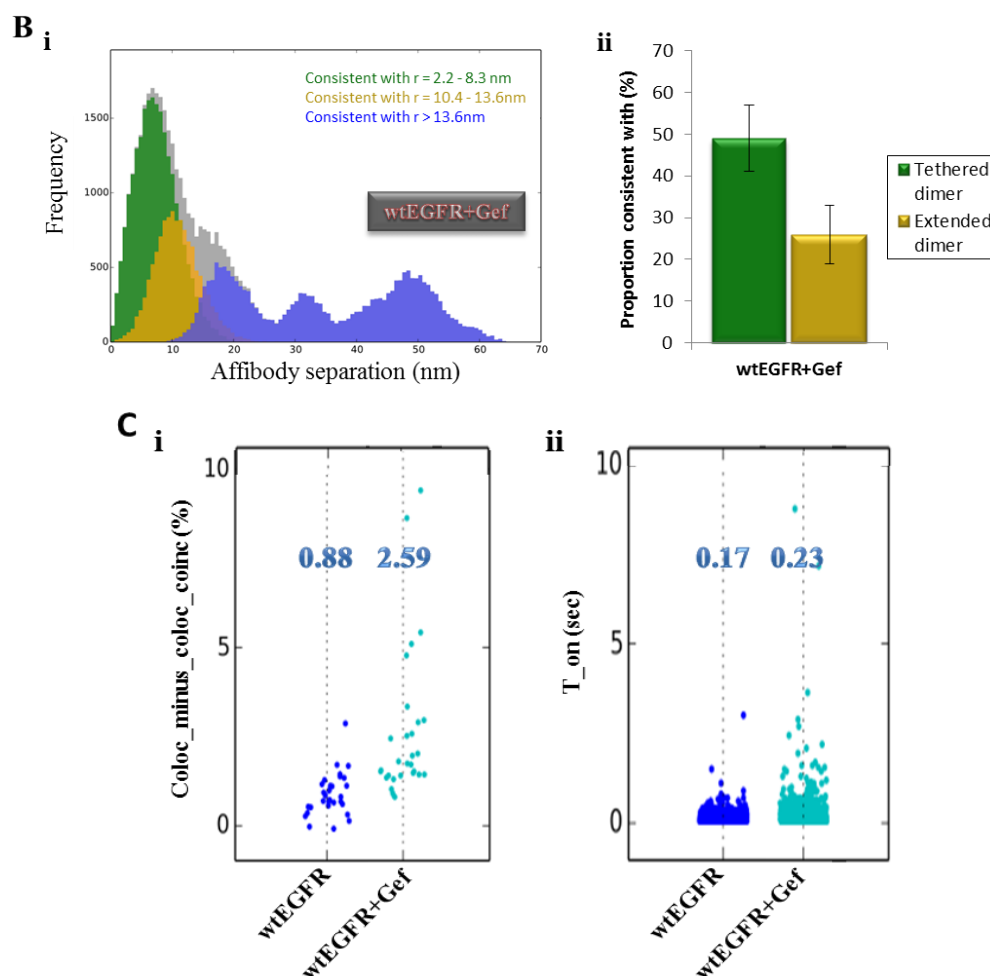 B
i
Frequency
1500
1000
500
0
0 10 20 30 40 50 60 70
Affibody separation (nm)
Consistent with r = 2.2 - 8.3 nm
Consistent with r = 10.4 - 13.6nm
Consistent with r > 13.6nm
wtEGFR+Gef
ii
Proportion consistent with (%)
70
60
50
40
30
20
10
0
wtEGFR+Gef
Tethered
dimer
Extended
dimer
C
i
Coloc_minus_coloc_coinc (%)
10
5
0
0.88 2.59
wtEGFR
wtEGFR+Gef
ii
T_on (sec)
10
5
0
0.17 0.23
wtEGFR
wtEGFR+Gef